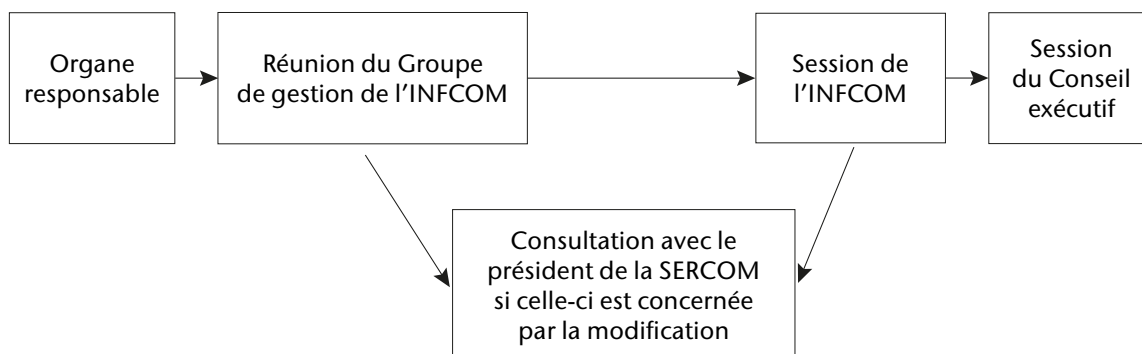 Organe
responsable
Réunion du Groupe
de gestion de l’INFCOM
Session de
l’INFCOM
Session
du Conseil
exécutif
Consultation avec le
président de la SERCOM
si celle-ci est concernée
par la modification